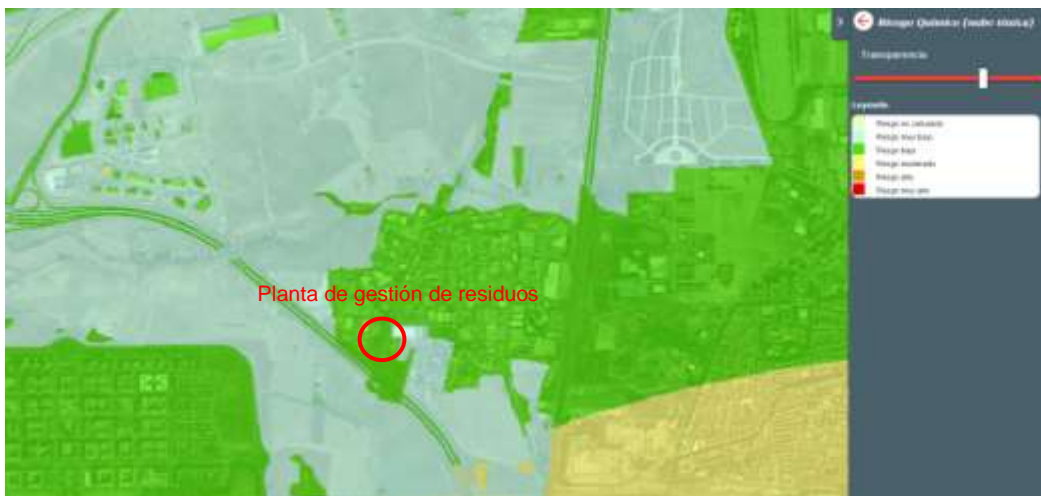 Riesgo Químico (nube tóxica)
Transparencia
Leyenda
Riesgo no calculado
Riesgo muy bajo
Riesgo bajo
Riesgo moderado
Riesgo alto
Riesgo muy alto
Planta de gestión de residuos